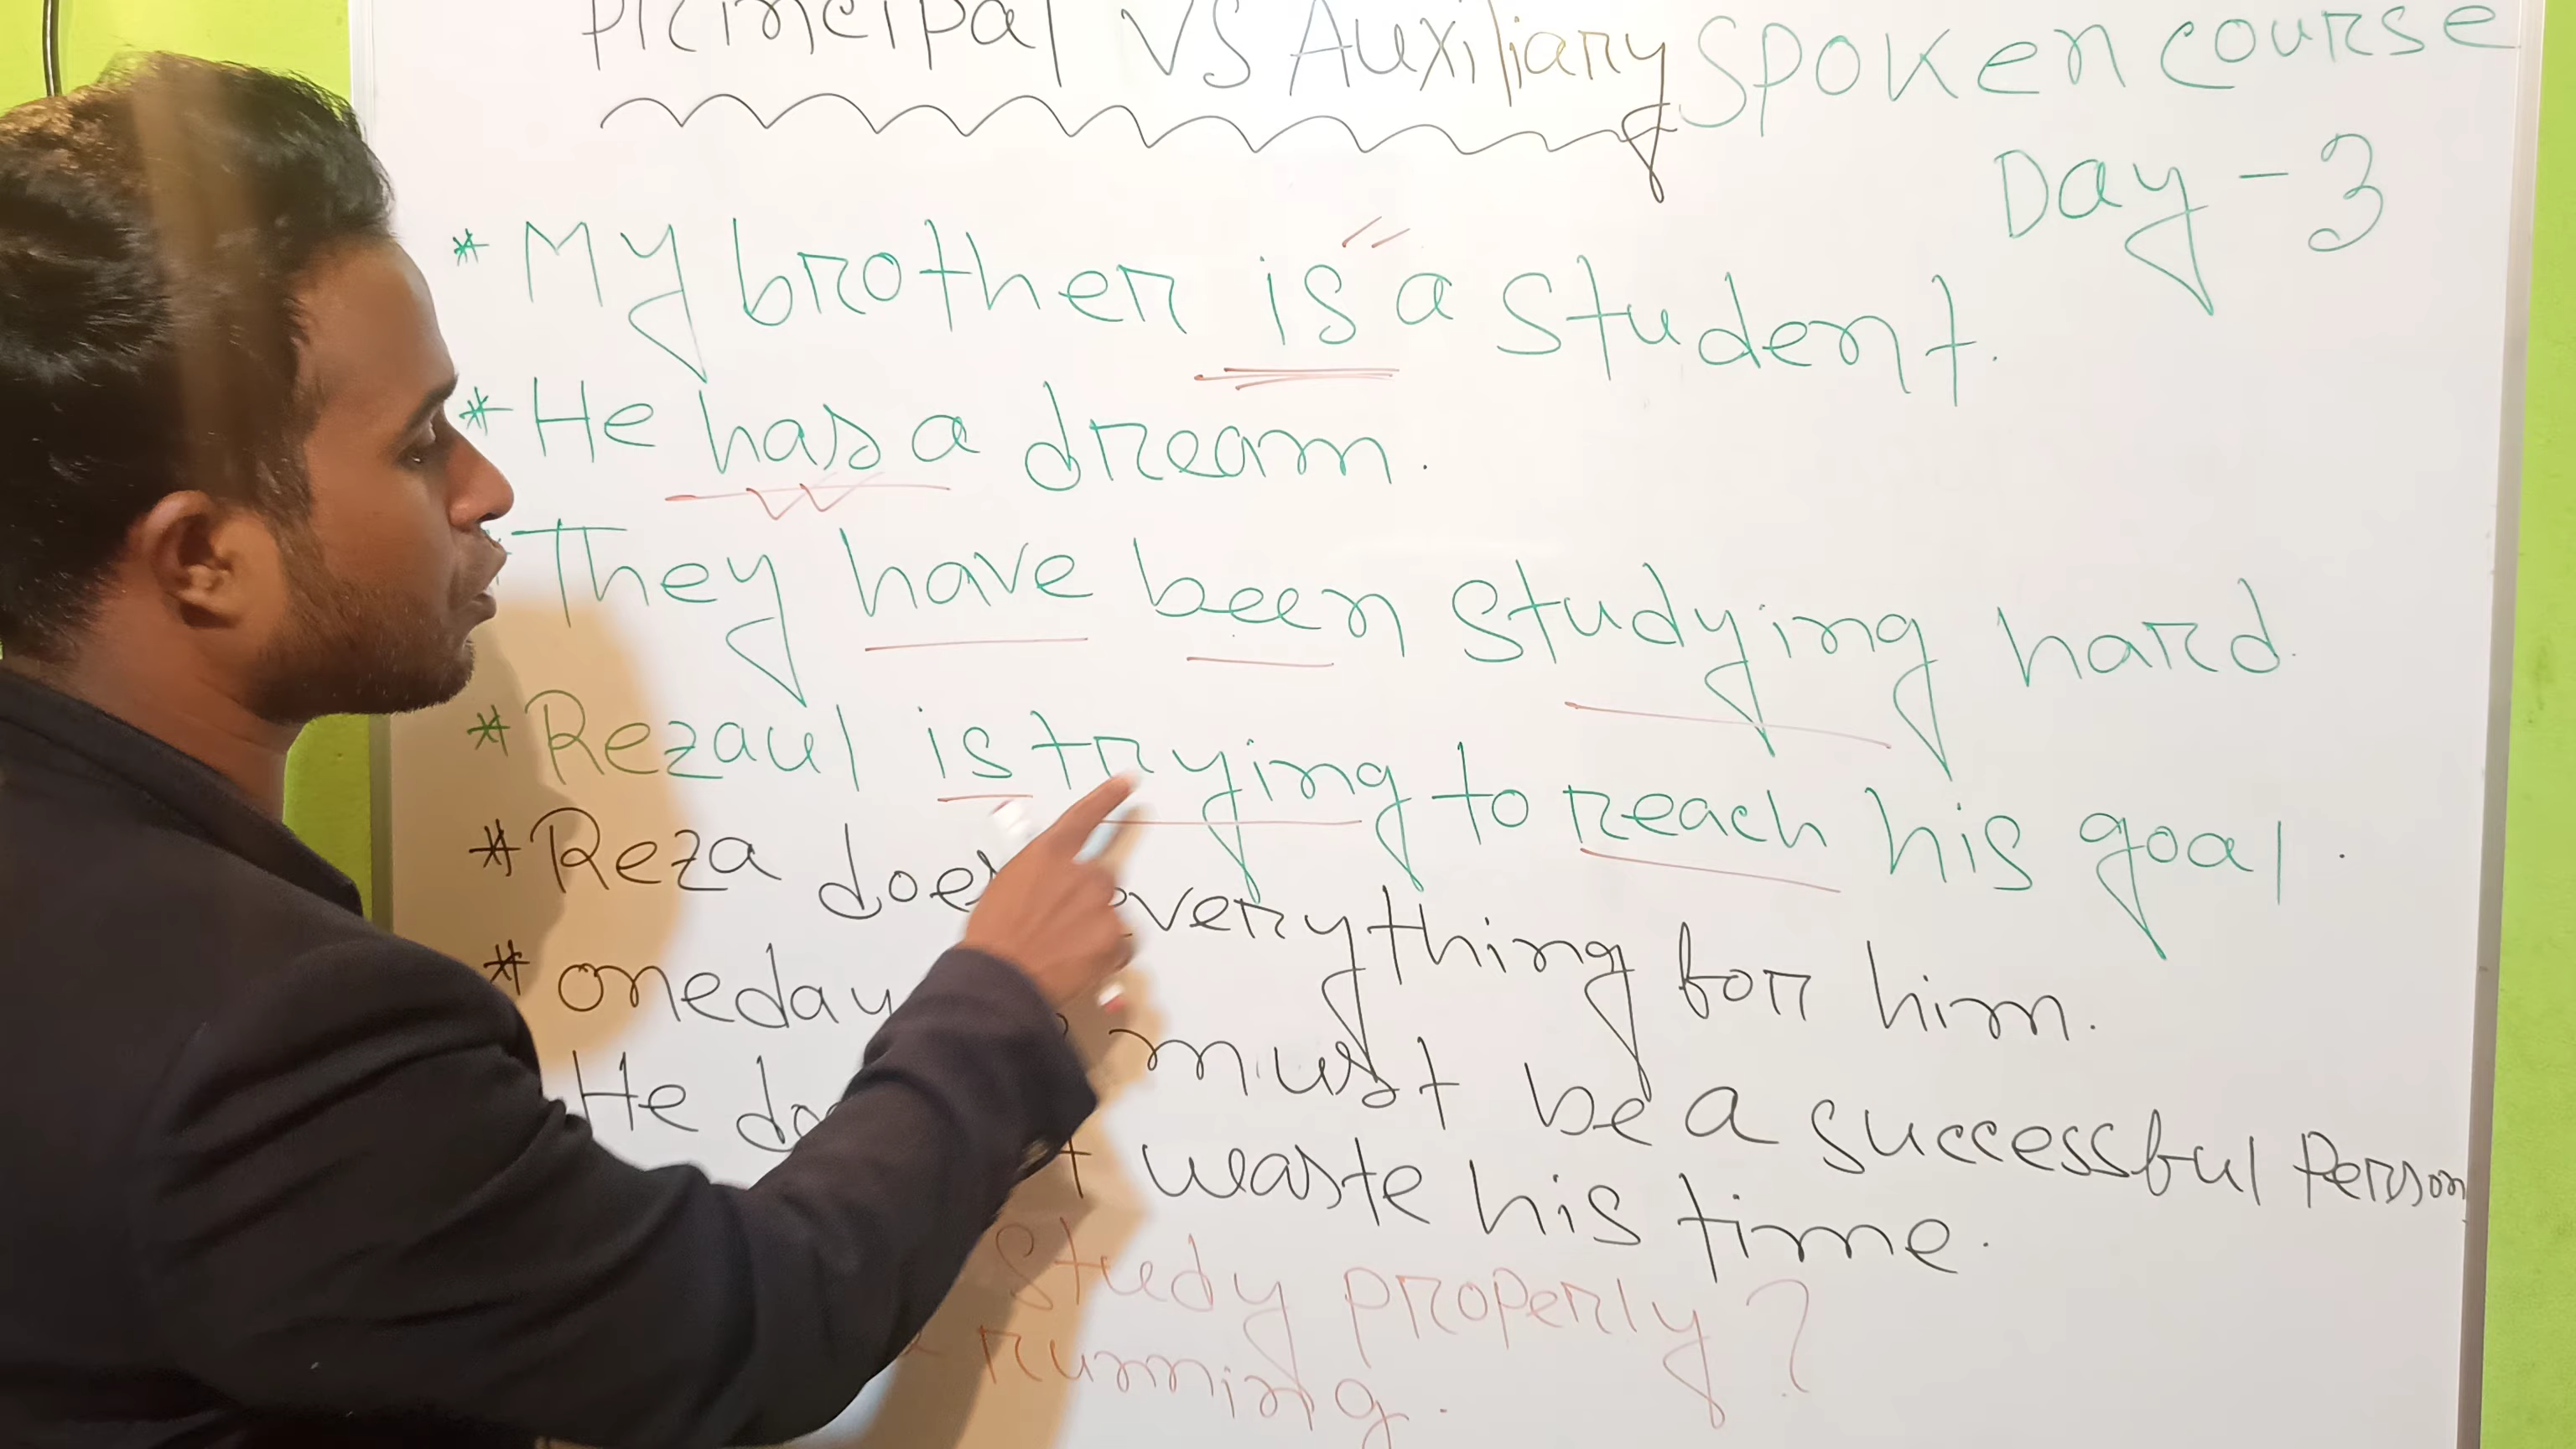 Principal VS Auxiliary
Spoken course
Day - 3
* My brother is a student.
* He has a dream.
They have been studying hard.
* Rezaul is trying to reach his goal.
* Reza does everything for him.
* oneday must be a successful Person
He waste his time.
study properly?
running.